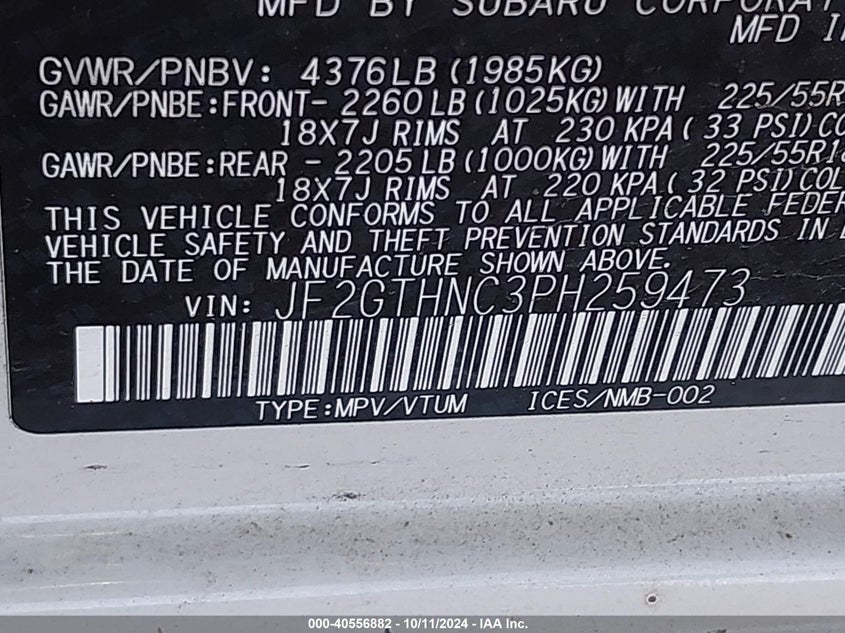 MFD BY SUBARU CORPORAT
MFD I
GVWR/PNBV: 4376LB (1985KG)
GAWR/PNBE:FRONT- 2260 LB (1025KG) WITH 225/55R
18X7J RIMS AT 230 KPA ( 33 PSI) CO
GAWR/PNBE:REAR - 2205 LB (1000KG) WITH 225/55R18
18X7J RIMS AT 220 KPA ( 32 PSI) COL
THIS VEHICLE CONFORMS TO ALL APPLICABLE FEDER
VEHICLE SAFETY AND THEFT PREVENTION STANDARDS IN
THE DATE OF MANUFACTURE SHOWN ABOVE.
VIN: JF2GTHNC3PH259473
TYPE:MPV/VTUM ICES/NMB-002
000-40556882 - 10/11/2024 - IAA Inc.